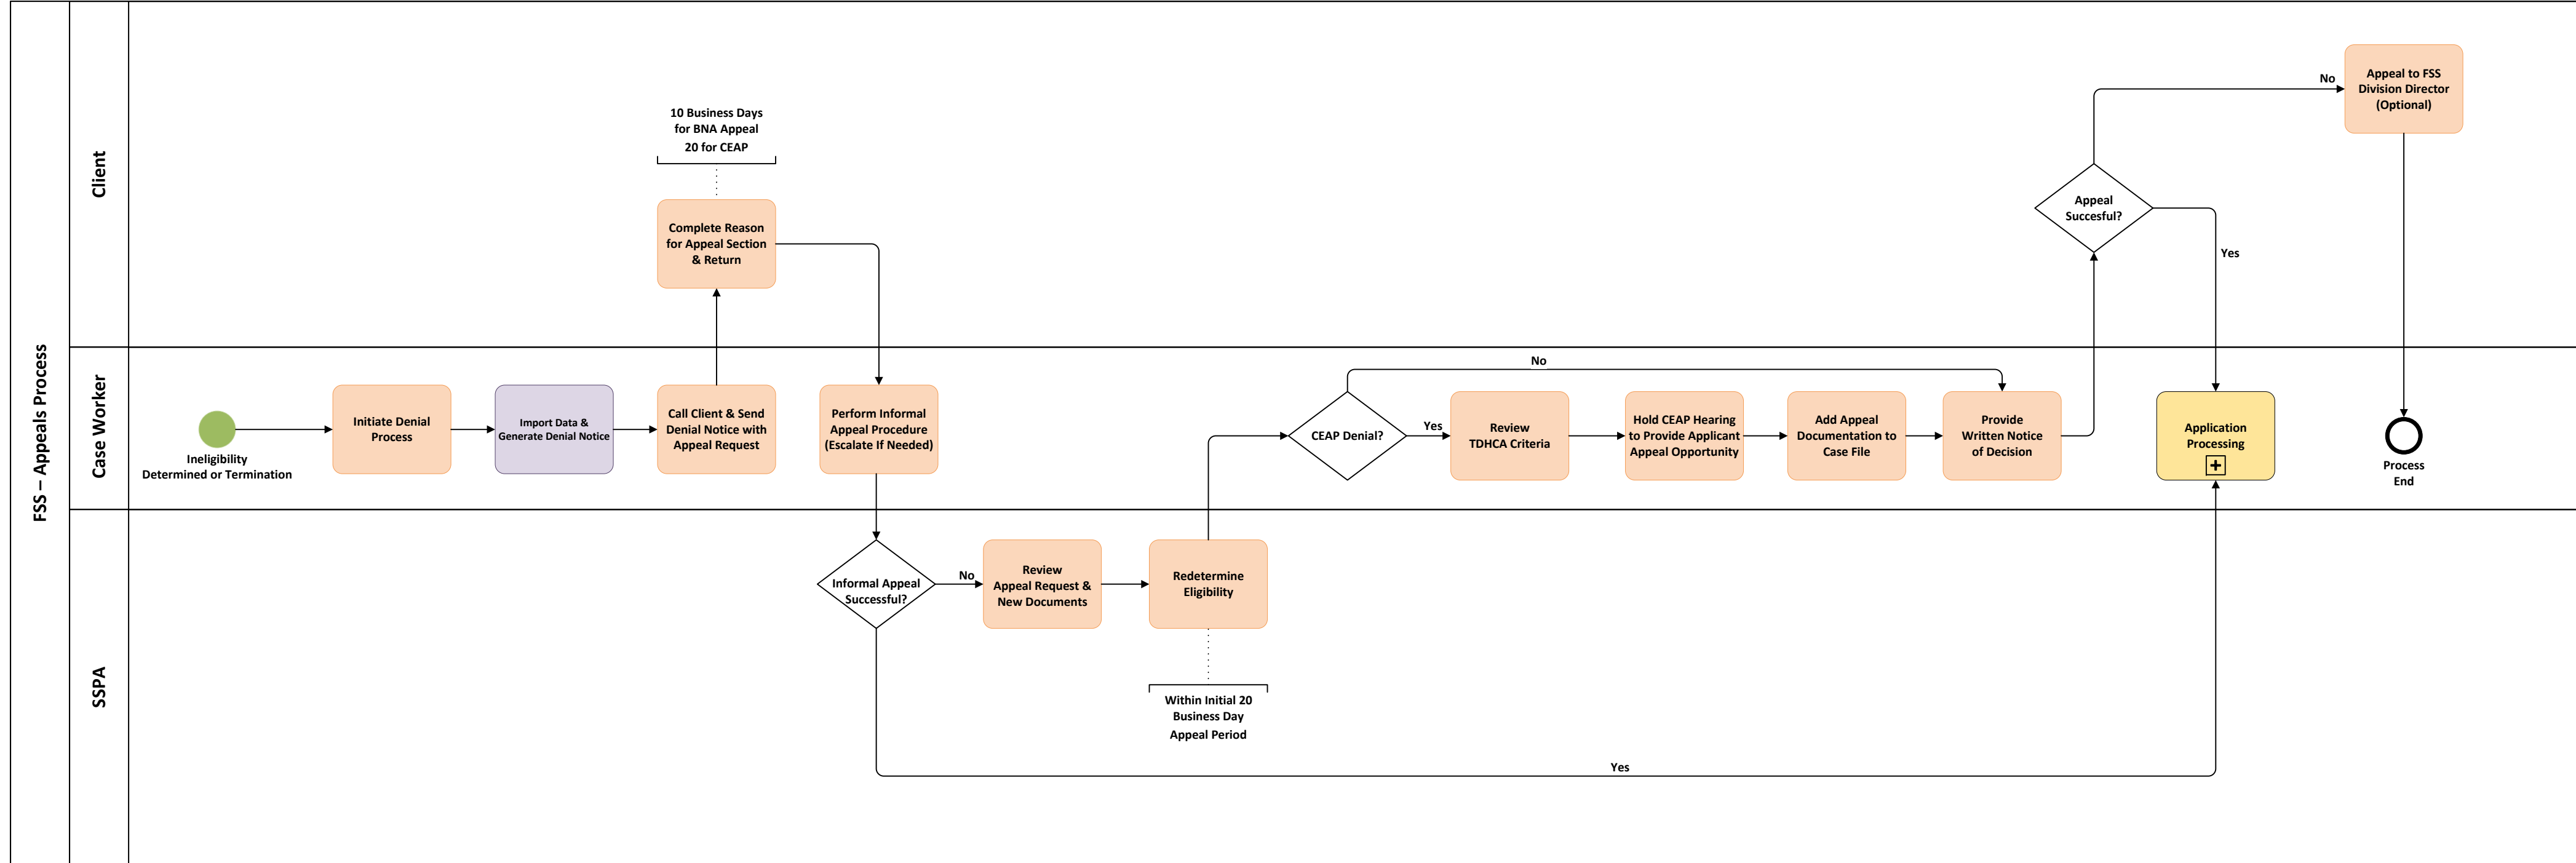 FSS – Appeals Process
Client
10 Business Days
for BNA Appeal
20 for CEAP
Complete Reason
for Appeal Section
& Return
Appeal
Succesful?
No
Yes
Appeal to FSS
Division Director
(Optional)
Case Worker
Ineligibility
Determined or Termination
Initiate Denial
Process
Import Data &
Generate Denial Notice
Call Client & Send
Denial Notice with
Appeal Request
Perform Informal
Appeal Procedure
(Escalate If Needed)
CEAP Denial?
No
Yes
Review
TDHCA Criteria
Hold CEAP Hearing
to Provide Applicant
Appeal Opportunity
Add Appeal
Documentation to
Case File
Provide
Written Notice
of Decision
Application
Processing
Process
End
SSPA
Informal Appeal
Successful?
No
Review
Appeal Request &
New Documents
Redetermine
Eligibility
Within Initial 20
Business Day
Appeal Period
Yes